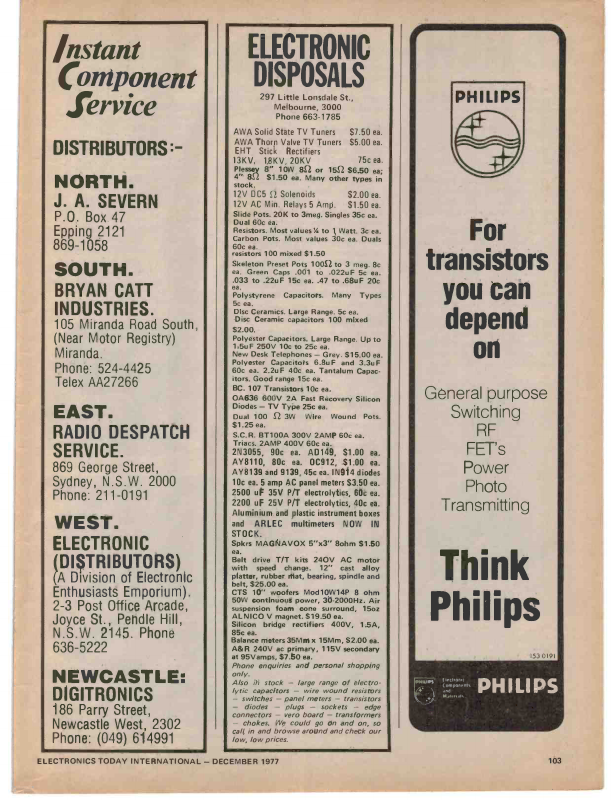 Instant
Component
Service
DISTRIBUTORS:-
NORTH.
J. A. SEVERN
P.O. Box 47
Epping 2121
869-1058
SOUTH.
BRYAN CATT
INDUSTRIES.
105 Miranda Road South,
(Near Motor Registry)
Miranda.
Phone: 524-4425
Telex AA27266
EAST.
RADIO DESPATCH
SERVICE.
869 George Street,
Sydney, N.S.W. 2000
Phone: 211-0191
WEST.
ELECTRONIC
(DISTRIBUTORS)
(A Division of Electronic
Enthusiasts Emporium).
2-3 Post Office Arcade,
Joyce St., Pendle Hill,
N.S.W. 2145. Phone
636-5222
NEWCASTLE:
DIGITRONICS
186 Parry Street,
Newcastle West, 2302
Phone: (049) 614991
ELECTRONIC
DISPOSALS
297 Little Lonsdale St.,
Melbourne, 3000
Phone 663-1785
AWA Solid State TV Tuners $7.50 ea.
AWA Thorn Valve TV Tuners $5.00 ea.
EHT Stick Rectifiers
13KV, 18KV, 20KV 75c ea.
Plessey 8" 10W 8Ω or 15Ω $6.50 ea;
4" 8Ω $1.50 ea. Many other types in
stock.
12V DC5 Ω Solenoids $2.00 ea.
12V AC Min. Relays 5 Amp. $1.50 ea.
Slide Pots. 20K to 3meg. Singles 35c ea.
Dual 60c ea.
Resistors. Most values ¼ to 1 Watt. 3c ea.
Carbon Pots. Most values 30c ea. Duals
60c ea.
resistors 100 mixed $1.50
Skeleton Preset Pots 100Ω to 3 meg. 8c
ea. Green Caps .001 to .022uF 5c ea.
.033 to .22uF 15c ea. .47 to .68uF 20c
ea.
Polystyrene Capacitors. Many Types
5c ea.
Disc Ceramics. Large Range. 5c ea.
Disc Ceramic capacitors 100 mixed
$2.00.
Polyester Capacitors. Large Range. Up to
1.5uF 250V 10c to 25c ea.
New Desk Telephones — Grey. $15.00 ea.
Polyester Capacitors 6.8uF and 3.3uF
60c ea. 2.2uF 40c ea. Tantalum Capac-
itors. Good range 15c ea.
BC. 107 Transistors 10c ea.
OA636 600V 2A Fast Recovery Silicon
Diodes — TV Type 25c ea.
Dual 100 Ω 3W Wire Wound Pots.
$1.25 ea.
S.C.R. BT100A 300V 2AMP 60c ea.
Triacs. 2AMP 400V 60c ea.
2N3055, 90c ea. AD149, $1.00 ea.
AY8110, 80c ea. OC912, $1.00 ea.
AY8139 and 9139, 45c ea. IN914 diodes
10c ea. 5 amp AC panel meters $3.50 ea.
2500 uF 35V P/T electrolytics, 60c ea.
2200 uF 25V P/T electrolytics, 40c ea.
Aluminium and plastic instrument boxes
and ARLEC multimeters NOW IN
STOCK.
Spkrs MAGNAVOX 5"x3" 8ohm $1.50
ea.
Belt drive T/T kits 240V AC motor
with speed change. 12" cast alloy
platter, rubber mat, bearing, spindle and
belt, $25.00 ea.
CTS 10" woofers Mod10W14P 8 ohm
50W continuous power, 30-2000Hz. Air
suspension foam cone surround, 15oz
ALNICO V magnet. $19.50 ea.
Silicon bridge rectifiers 400V, 1.5A,
85c ea.
Balance meters 35Mm x 15Mm, $2.00 ea.
A&R 240V ac primary, 115V secondary
at 95Vamps, $7.50 ea.
Phone enquiries and personal shopping
only.
Also in stock — large range of electro-
lytic capacitors — wire wound resistors
— switches — panel meters — transistors
— diodes — plugs — sockets — edge
connectors — vero board — transformers
— chokes. We could go on and on, so
call in and browse around and check our
low, low prices.
PHILIPS
For
transistors
you can
depend
on
General purpose
Switching
RF
FET's
Power
Photo
Transmitting
Think
Philips
153 0191
PHILIPS
Electronic
Components
and
Materials
PHILIPS
ELECTRONICS TODAY INTERNATIONAL — DECEMBER 1977
103